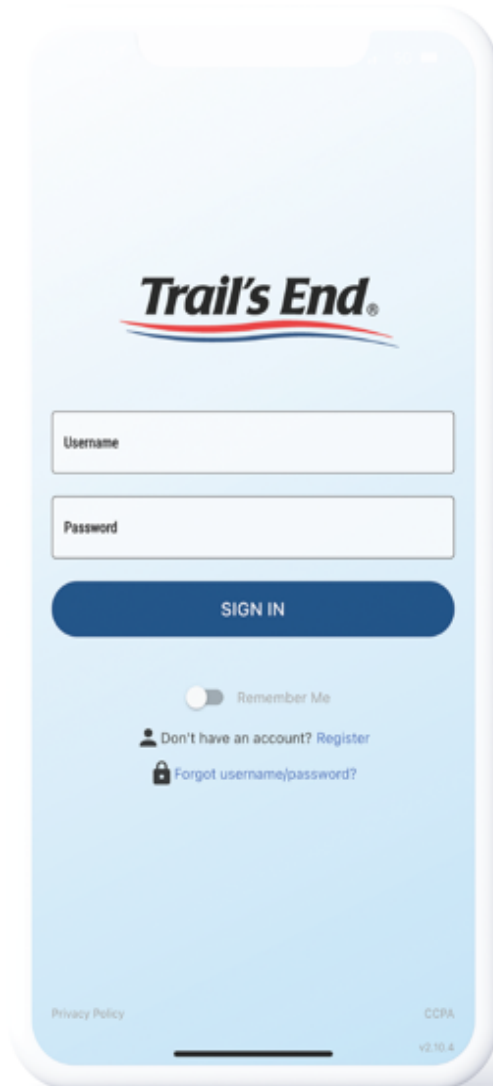 Trail's End®
Username
Password
SIGN IN
Remember Me
Don't have an account? Register
Forgot username/password?
Privacy Policy CCPA
v2.10.4